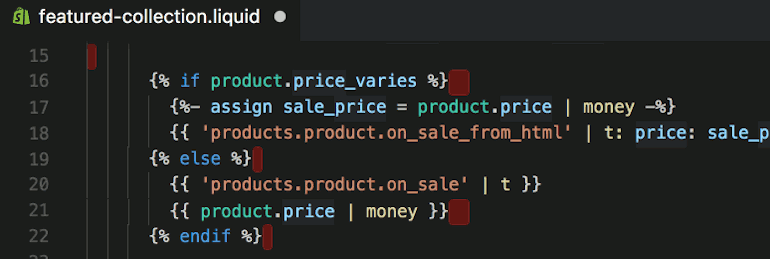 featured-collection.liquid
15
16 {% if product.price_varies %}
17 {%- assign sale_price = product.price | money -%}
18 {{ 'products.product.on_sale_from_html' | t: price: sale_p
19 {% else %}
20 {{ 'products.product.on_sale' | t }}
21 {{ product.price | money }}
22 {% endif %}